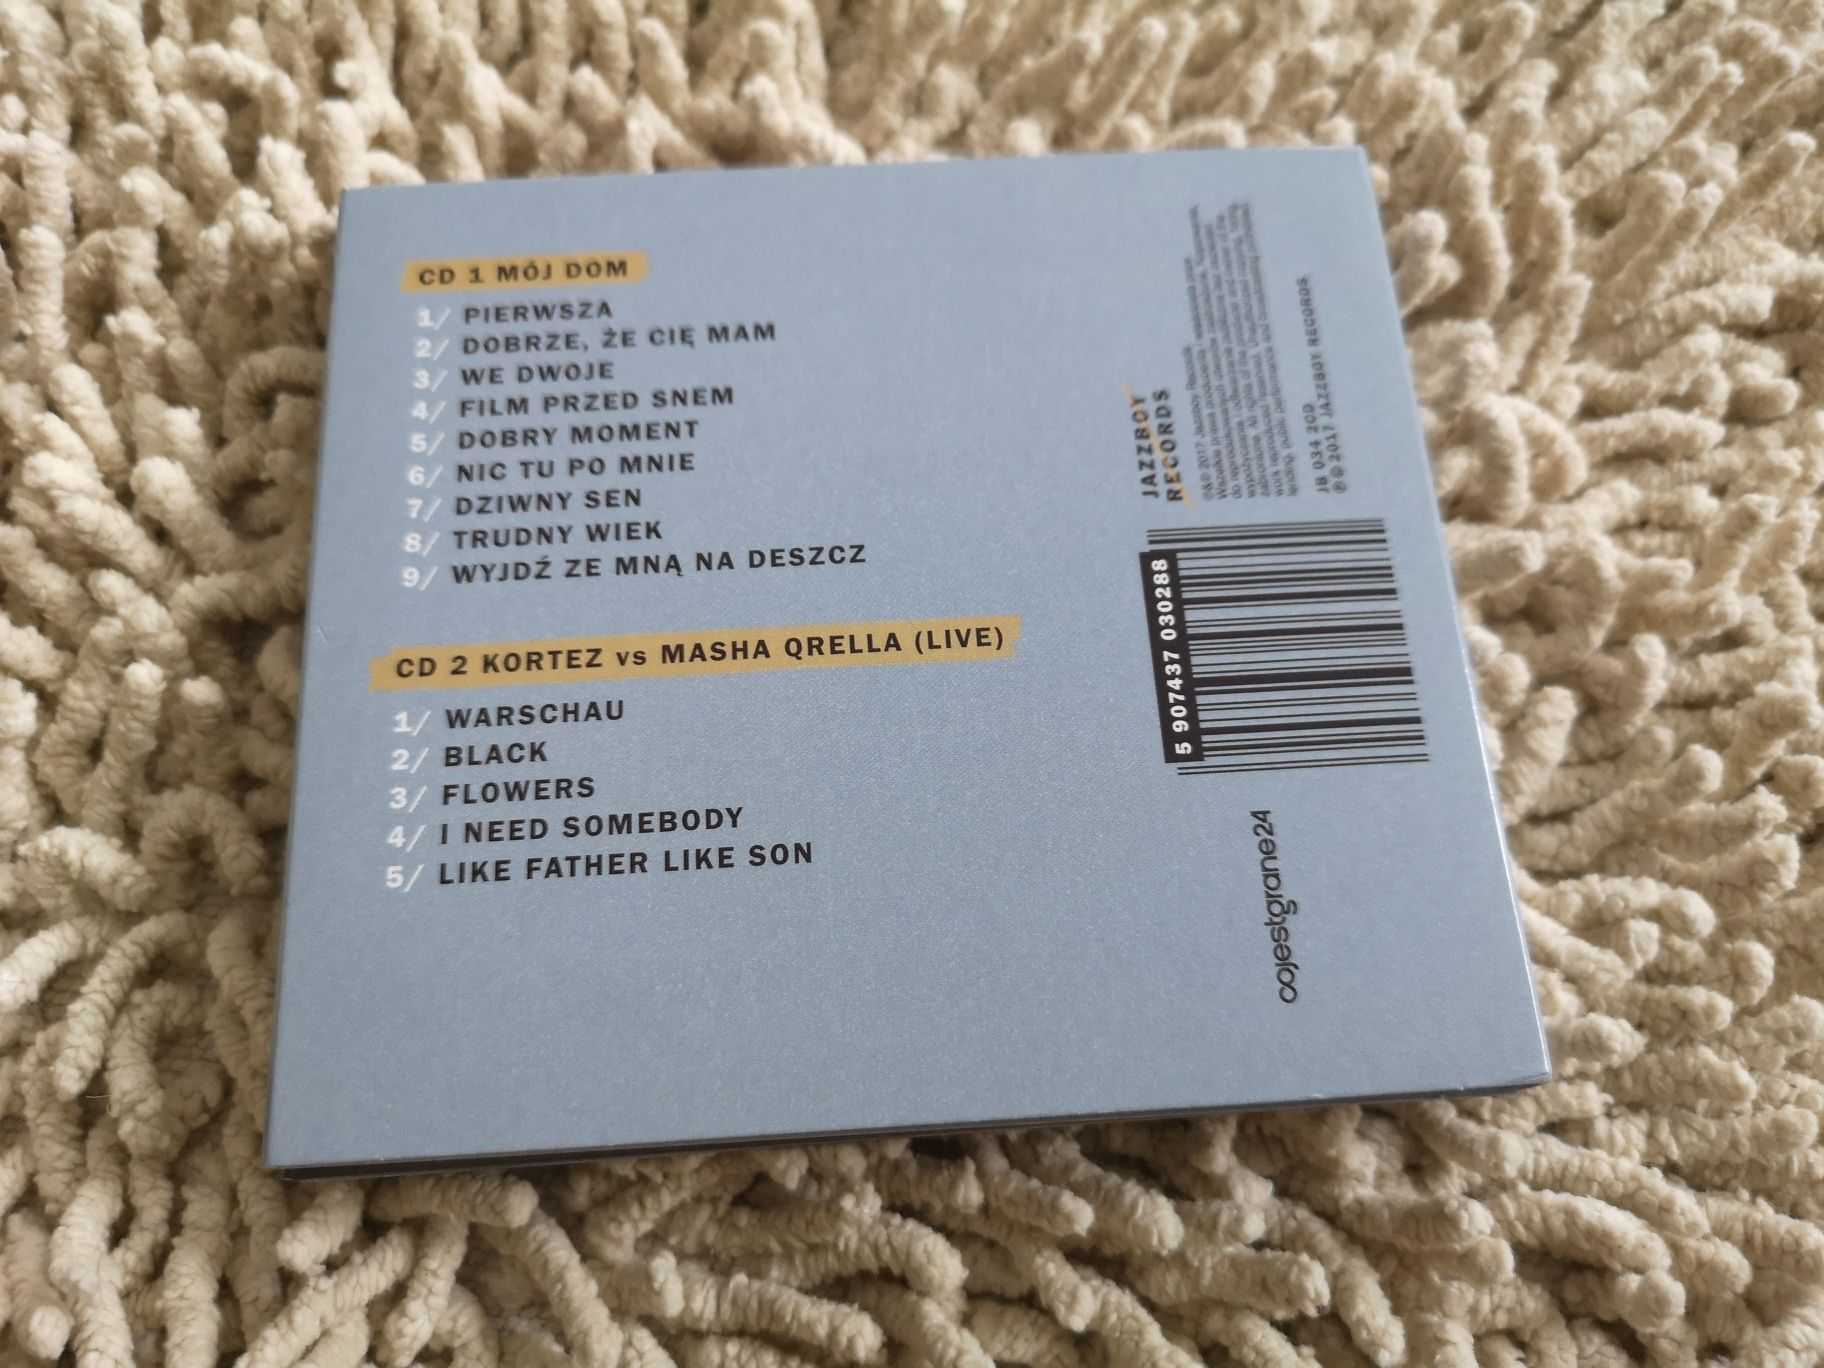 CD 1 MÓJ DOM
1/ PIERWSZA
2/ DOBRZE, ŻE CIĘ MAM
3/ WE DWOJE
4/ FILM PRZED SNEM
5/ DOBRY MOMENT
6/ NIC TU PO MNIE
7/ DZIWNY SEN
8/ TRUDNY WIEK
9/ WYJDŹ ZE MNĄ NA DESZCZ
CD 2 KORTEZ vs MASHA QRELLA (LIVE)
1/ WARSCHAU
2/ BLACK
3/ FLOWERS
4/ I NEED SOMEBODY
5/ LIKE FATHER LIKE SON
JAZZBOY
RECORDS
℗&© 2017 Jazzboy Records
JB 034 2CD
℗ © 2017 JAZZBOY RECORDS
5 907437 030288
cojestgrane24